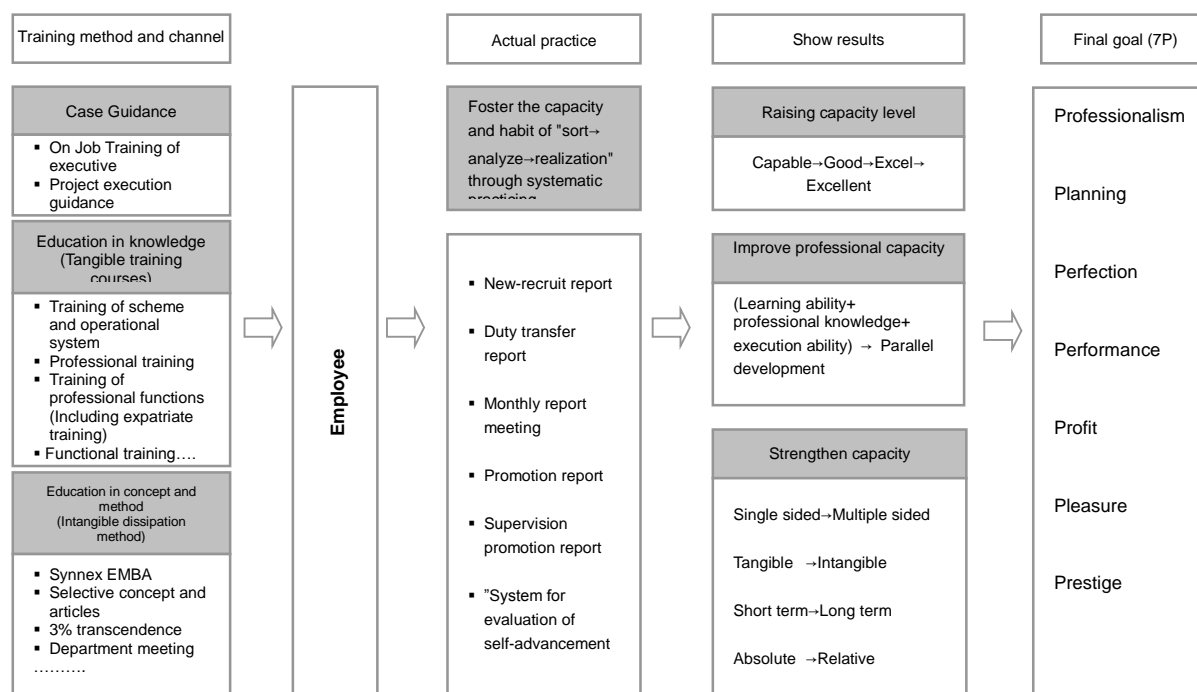 Training method and channel
Actual practice
Show results
Final goal (7P)
Case Guidance
▪ On Job Training of
executive
▪ Project execution
guidance
Education in knowledge
(Tangible training
courses)
▪ Training of scheme
and operational
system
▪ Professional training
▪ Training of
professional functions
(Including expatriate
training)
▪ Functional training….
Education in concept and
method
(Intangible dissipation
method)
▪ Synnex EMBA
▪ Selective concept and
articles
▪ 3% transcendence
▪ Department meeting
……….
Employee
Foster the capacity
and habit of "sort→
analyze→realization"
through systematic
practicing
▪ New-recruit report
▪ Duty transfer
report
▪ Monthly report
meeting
▪ Promotion report
▪ Supervision
promotion report
▪ ”System for
evaluation of
self-advancement
Raising capacity level
Capable→Good→Excel→
Excellent
Improve professional capacity
(Learning ability+
professional knowledge+
execution ability) → Parallel
development
Strengthen capacity
Single sided→Multiple sided
Tangible →Intangible
Short term→Long term
Absolute →Relative
Professionalism
Planning
Perfection
Performance
Profit
Pleasure
Prestige